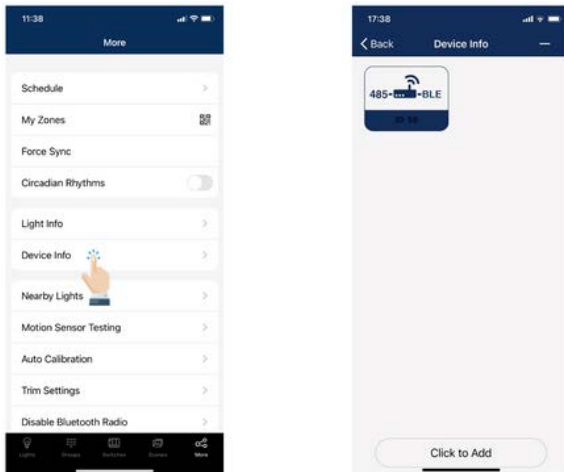 11:38
More
Schedule
My Zones
Force Sync
Circadian Rhythms
Light Info
Device Info
Nearby Lights
Motion Sensor Testing
Auto Calibration
Trim Settings
Disable Bluetooth Radio
Lights Groups Switches Scenes More
17:38
Back Device Info
485- -BLE
Click to Add